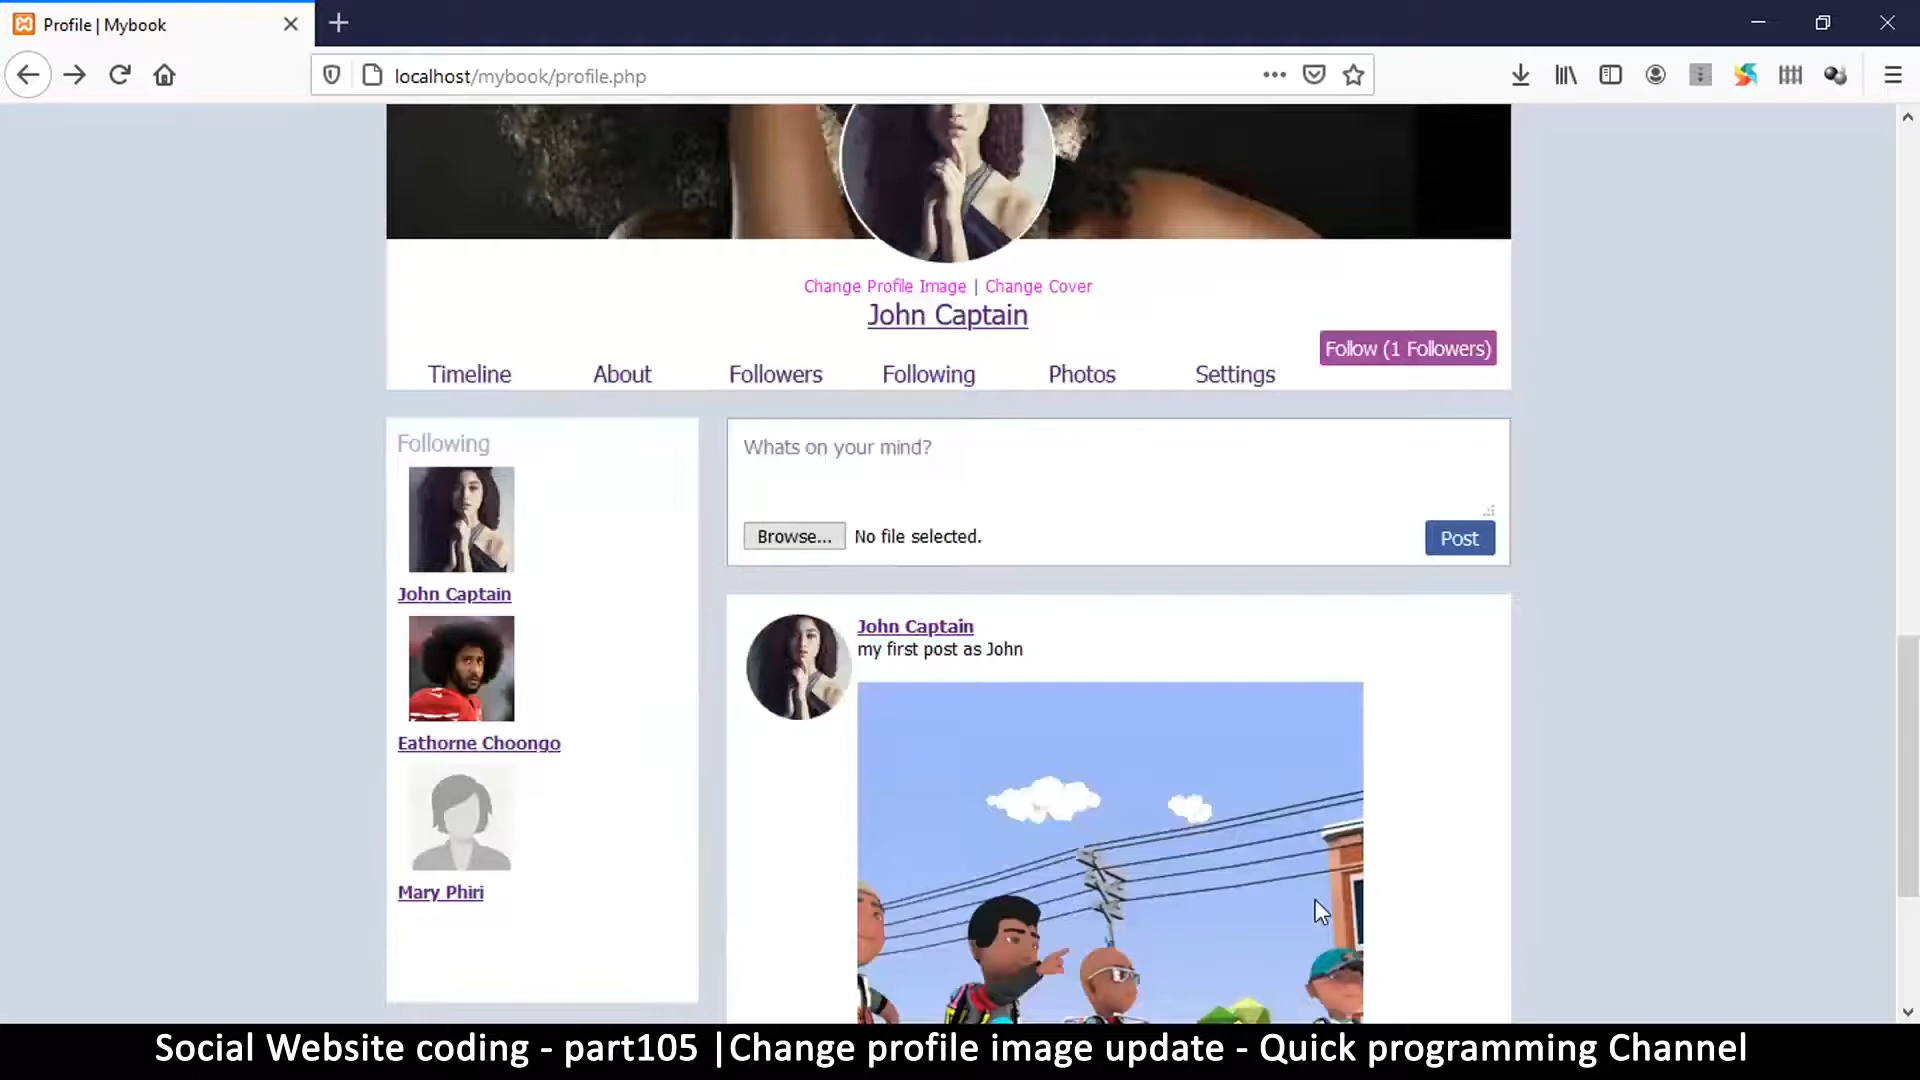 Profile | Mybook
localhost/mybook/profile.php
Change Profile Image | Change Cover
John Captain
Follow (1 Followers)
Timeline About Followers Following Photos Settings
Following
John Captain
Eathorne Choongo
Mary Phiri
Whats on your mind?
Browse... No file selected.
Post
John Captain
my first post as John
Social Website coding - part105 |Change profile image update - Quick programming Channel